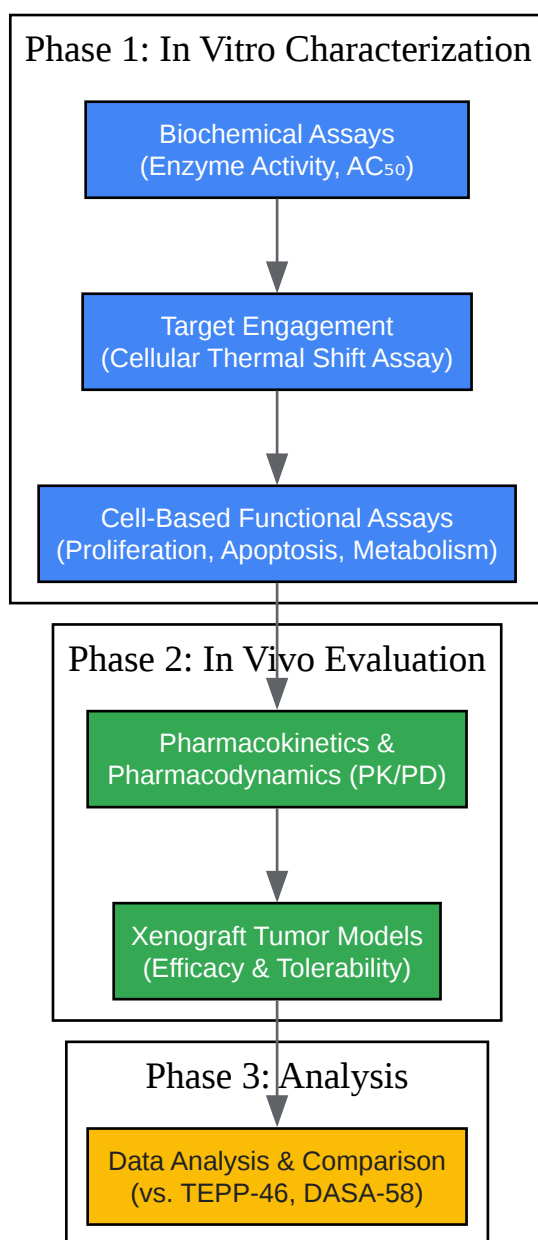 Phase 1: In Vitro Characterization
Biochemical Assays
(Enzyme Activity, AC₅₀)
Target Engagement
(Cellular Thermal Shift Assay)
Cell-Based Functional Assays
(Proliferation, Apoptosis, Metabolism)
Phase 2: In Vivo Evaluation
Pharmacokinetics &
Pharmacodynamics (PK/PD)
Xenograft Tumor Models
(Efficacy & Tolerability)
Phase 3: Analysis
Data Analysis & Comparison
(vs. TEPP-46, DASA-58)